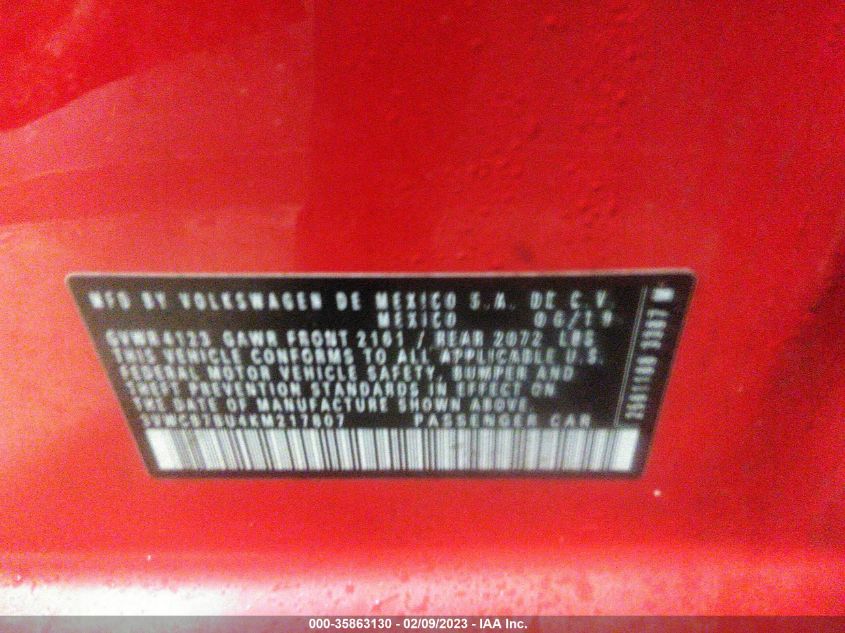 MFD BY VOLKSWAGEN DE MEXICO S.A. DE C.V.
MEXICO 06/19
GVWR 4123 GAWR FRONT 2101 / REAR 2072 LBS
THIS VEHICLE CONFORMS TO ALL APPLICABLE U.S.
FEDERAL MOTOR VEHICLE SAFETY, BUMPER AND
THEFT PREVENTION STANDARDS IN EFFECT ON
THE DATE OF MANUFACTURE SHOWN ABOVE.
3VWCB7BU4KM217807 PASSENGER CAR
000-35863130 - 02/09/2023 - IAA Inc.